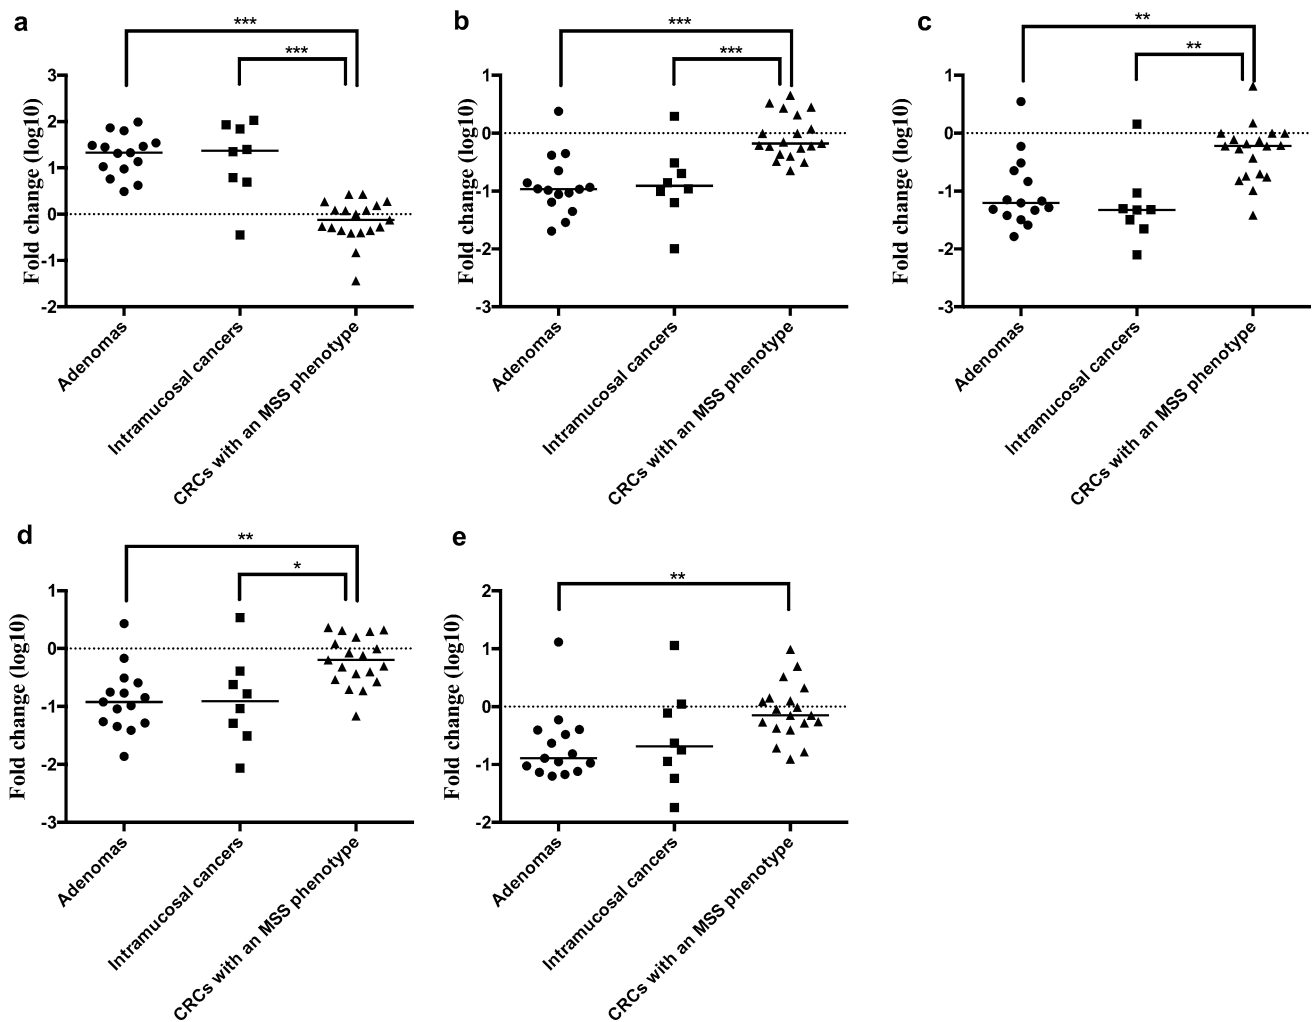 a
***
***
Fold change (log10)
3
2
1
0
-1
-2
Adenomas
Intramucosal cancers
CRCs with an MSS phenotype
b
***
***
Fold change (log10)
1
0
-1
-2
-3
Adenomas
Intramucosal cancers
CRCs with an MSS phenotype
c
**
**
Fold change (log10)
1
0
-1
-2
-3
Adenomas
Intramucosal cancers
CRCs with an MSS phenotype
d
**
*
Fold change (log10)
1
0
-1
-2
-3
Adenomas
Intramucosal cancers
CRCs with an MSS phenotype
e
**
Fold change (log10)
2
1
0
-1
-2
Adenomas
Intramucosal cancers
CRCs with an MSS phenotype